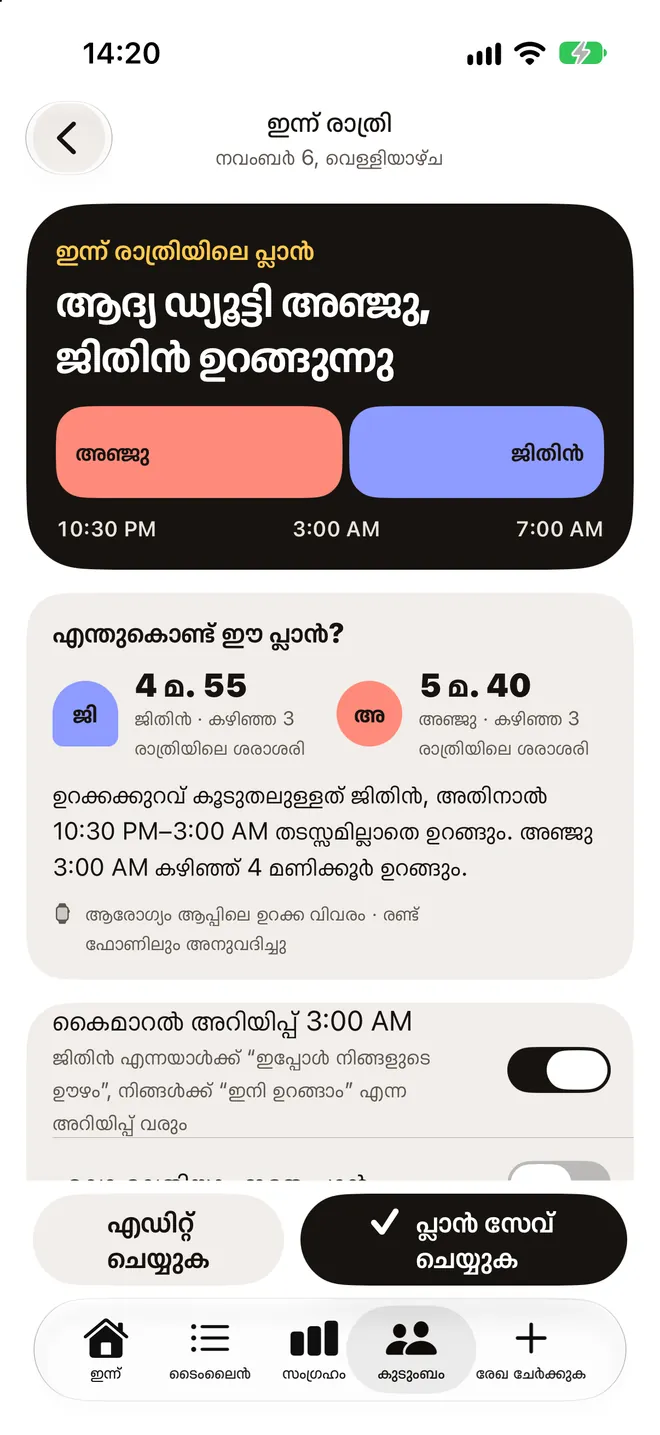 14:20
ഇന്ന് രാത്രി
നവംബർ 6, വെള്ളിയാഴ്ച
ഇന്ന് രാത്രിയിലെ പ്ലാൻ
ആദ്യ ഡ്യൂട്ടി അഞ്ജു,
ജിതിൻ ഉറങ്ങുന്നു
അഞ്ജു
ജിതിൻ
10:30 PM
3:00 AM
7:00 AM
എന്തുകൊണ്ട് ഈ പ്ലാൻ?
ജി
4 മ. 55
ജിതിൻ · കഴിഞ്ഞ 3
രാത്രിയിലെ ശരാശരി
അ
5 മ. 40
അഞ്ജു · കഴിഞ്ഞ 3
രാത്രിയിലെ ശരാശരി
ഉറക്കക്കുറവ് കൂടുതലുള്ളത് ജിതിൻ, അതിനാൽ
10:30 PM–3:00 AM തടസ്സമില്ലാതെ ഉറങ്ങും. അഞ്ജു
3:00 AM കഴിഞ്ഞ് 4 മണിക്കൂർ ഉറങ്ങും.
ആരോഗ്യം ആപ്പിലെ ഉറക്ക വിവരം · രണ്ട്
ഫോണിലും അനുവദിച്ചു
കൈമാറൽ അറിയിപ്പ് 3:00 AM
ജിതിൻ എന്നയാൾക്ക് “ഇപ്പോൾ നിങ്ങളുടെ
ഊഴം”, നിങ്ങൾക്ക് “ഇനി ഉറങ്ങാം” എന്ന
അറിയിപ്പ് വരും
എഡിറ്റ്
ചെയ്യുക
പ്ലാൻ സേവ്
ചെയ്യുക
ഇന്ന്
ടൈംലൈൻ
സംഗ്രഹം
കുടുംബം
രേഖ ചേർക്കുക